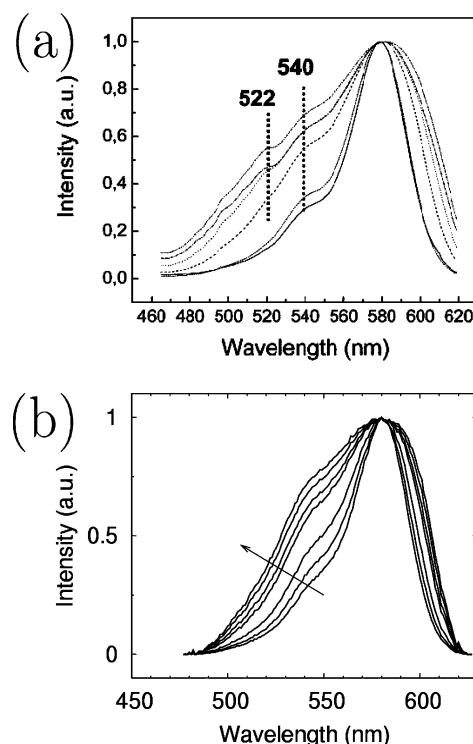 (a)
Intensity (a.u.)
1,0
0,8
0,6
0,4
0,2
0,0
522
540
460 480 500 520 540 560 580 600 620
Wavelength (nm)
(b)
Intensity (a.u.)
1
0.5
0
450 500 550 600
Wavelength (nm)